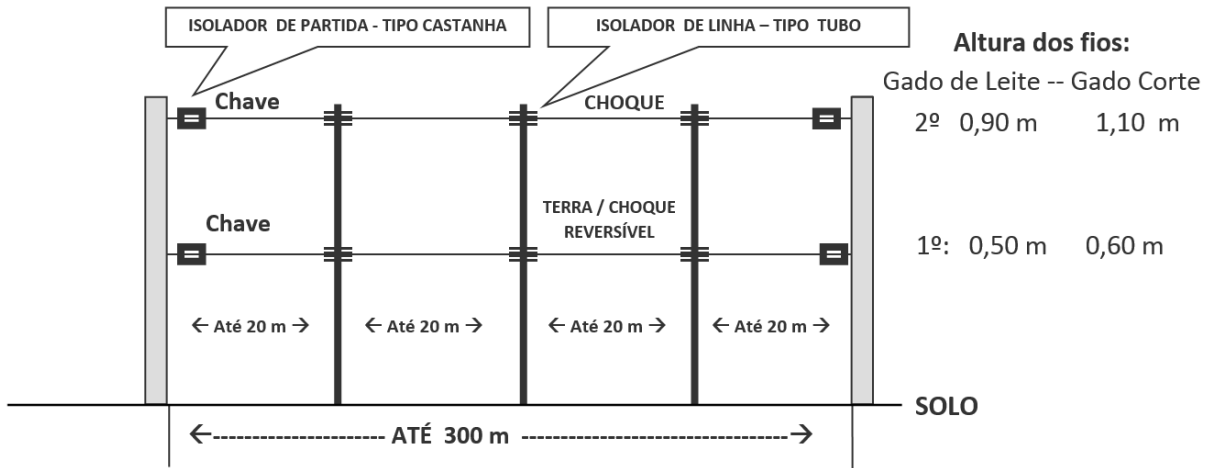 ISOLADOR DE PARTIDA - TIPO CASTANHA
ISOLADOR DE LINHA – TIPO TUBO
Altura dos fios:
Gado de Leite -- Gado Corte
Chave
CHOQUE
2º 0,90 m 1,10 m
Chave
TERRA / CHOQUE
REVERSÍVEL
1º: 0,50 m 0,60 m
← Até 20 m →
← Até 20 m →
← Até 20 m →
← Até 20 m →
SOLO
←-------------------- ATÉ 300 m --------------------------------→